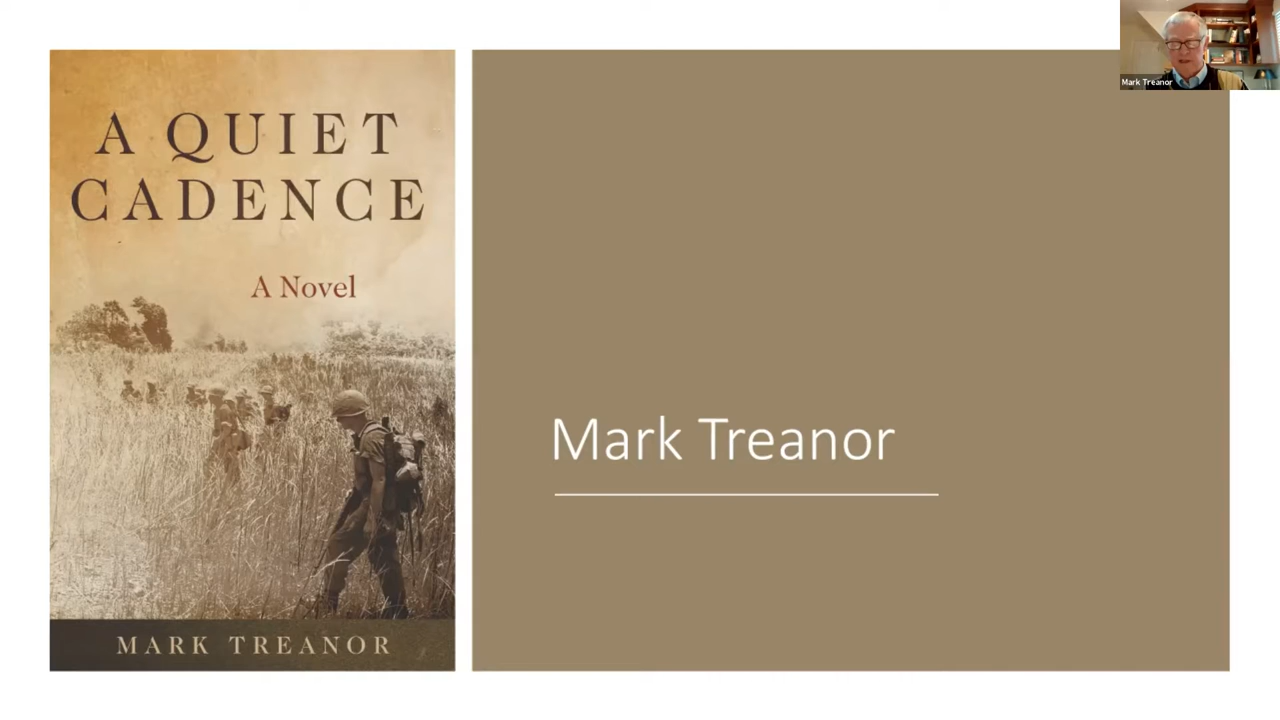 A QUIET
CADENCE
A Novel
MARK TREANOR
Mark Treanor
Mark Treanor